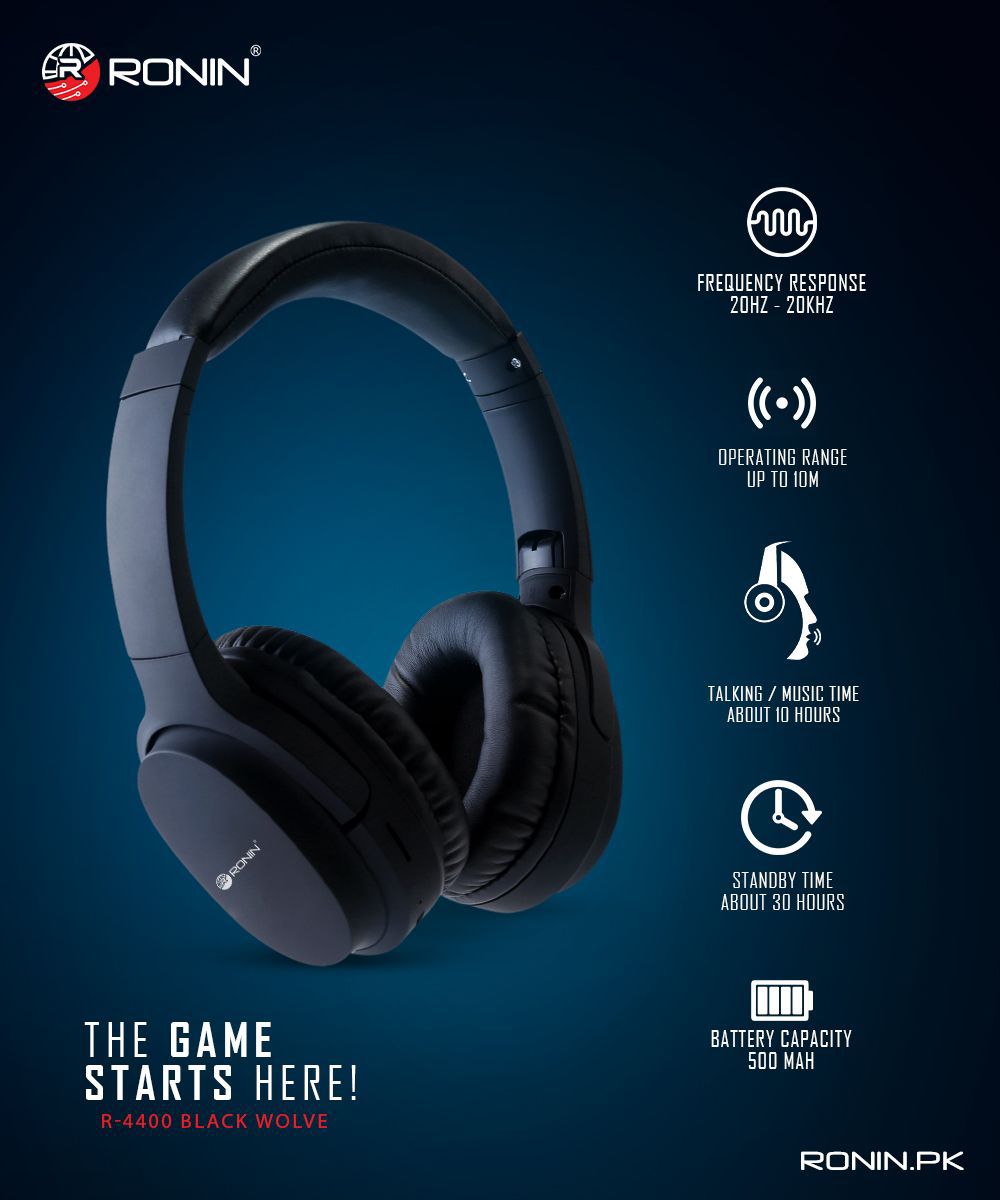 RONIN®
FREQUENCY RESPONSE
20HZ - 20KHZ
OPERATING RANGE
UP TO 10M
TALKING / MUSIC TIME
ABOUT 10 HOURS
STANDBY TIME
ABOUT 30 HOURS
BATTERY CAPACITY
500 MAH
RONIN®
THE GAME
STARTS HERE!
R-4400 BLACK WOLVE
RONIN.PK